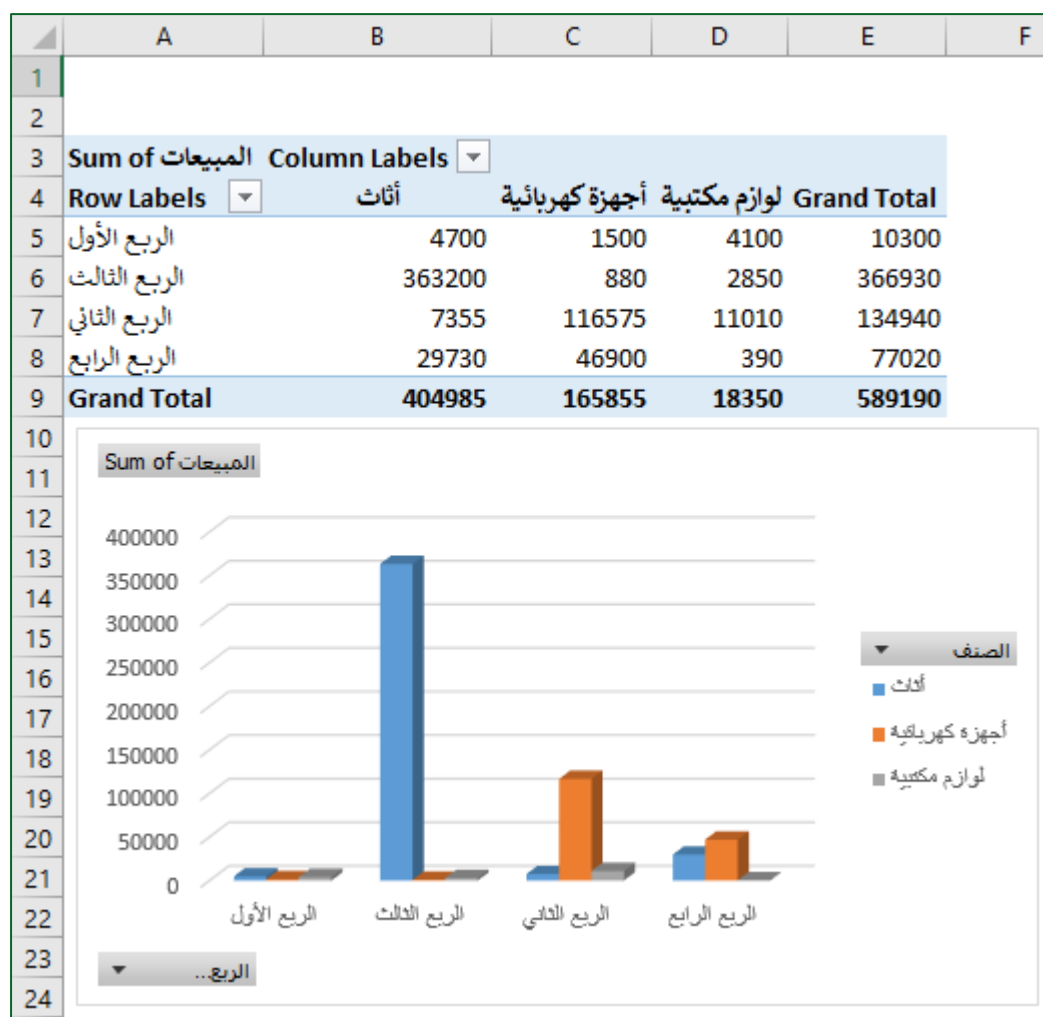 A B C D E F
1
2
3 Sum of المبيعات Column Labels
4 Row Labels أثاث أجهزة كهربائية لوازم مكتبية Grand Total
5 الربع الأول 4700 1500 4100 10300
6 الربع الثالث 363200 880 2850 366930
7 الربع الثاني 7355 116575 11010 134940
8 الربع الرابع 29730 46900 390 77020
9 Grand Total 404985 165855 18350 589190
10
11 Sum of المبيعات
12
13 400000
14 350000
15 300000
16 250000
17 200000
18 150000
19 100000
20 50000
21 0
22 الربع الأول الربع الثالث الربع الثاني الربع الرابع
23
24 الربع...
الصنف
أثاث
أجهزة كهربائية
لوازم مكتبية